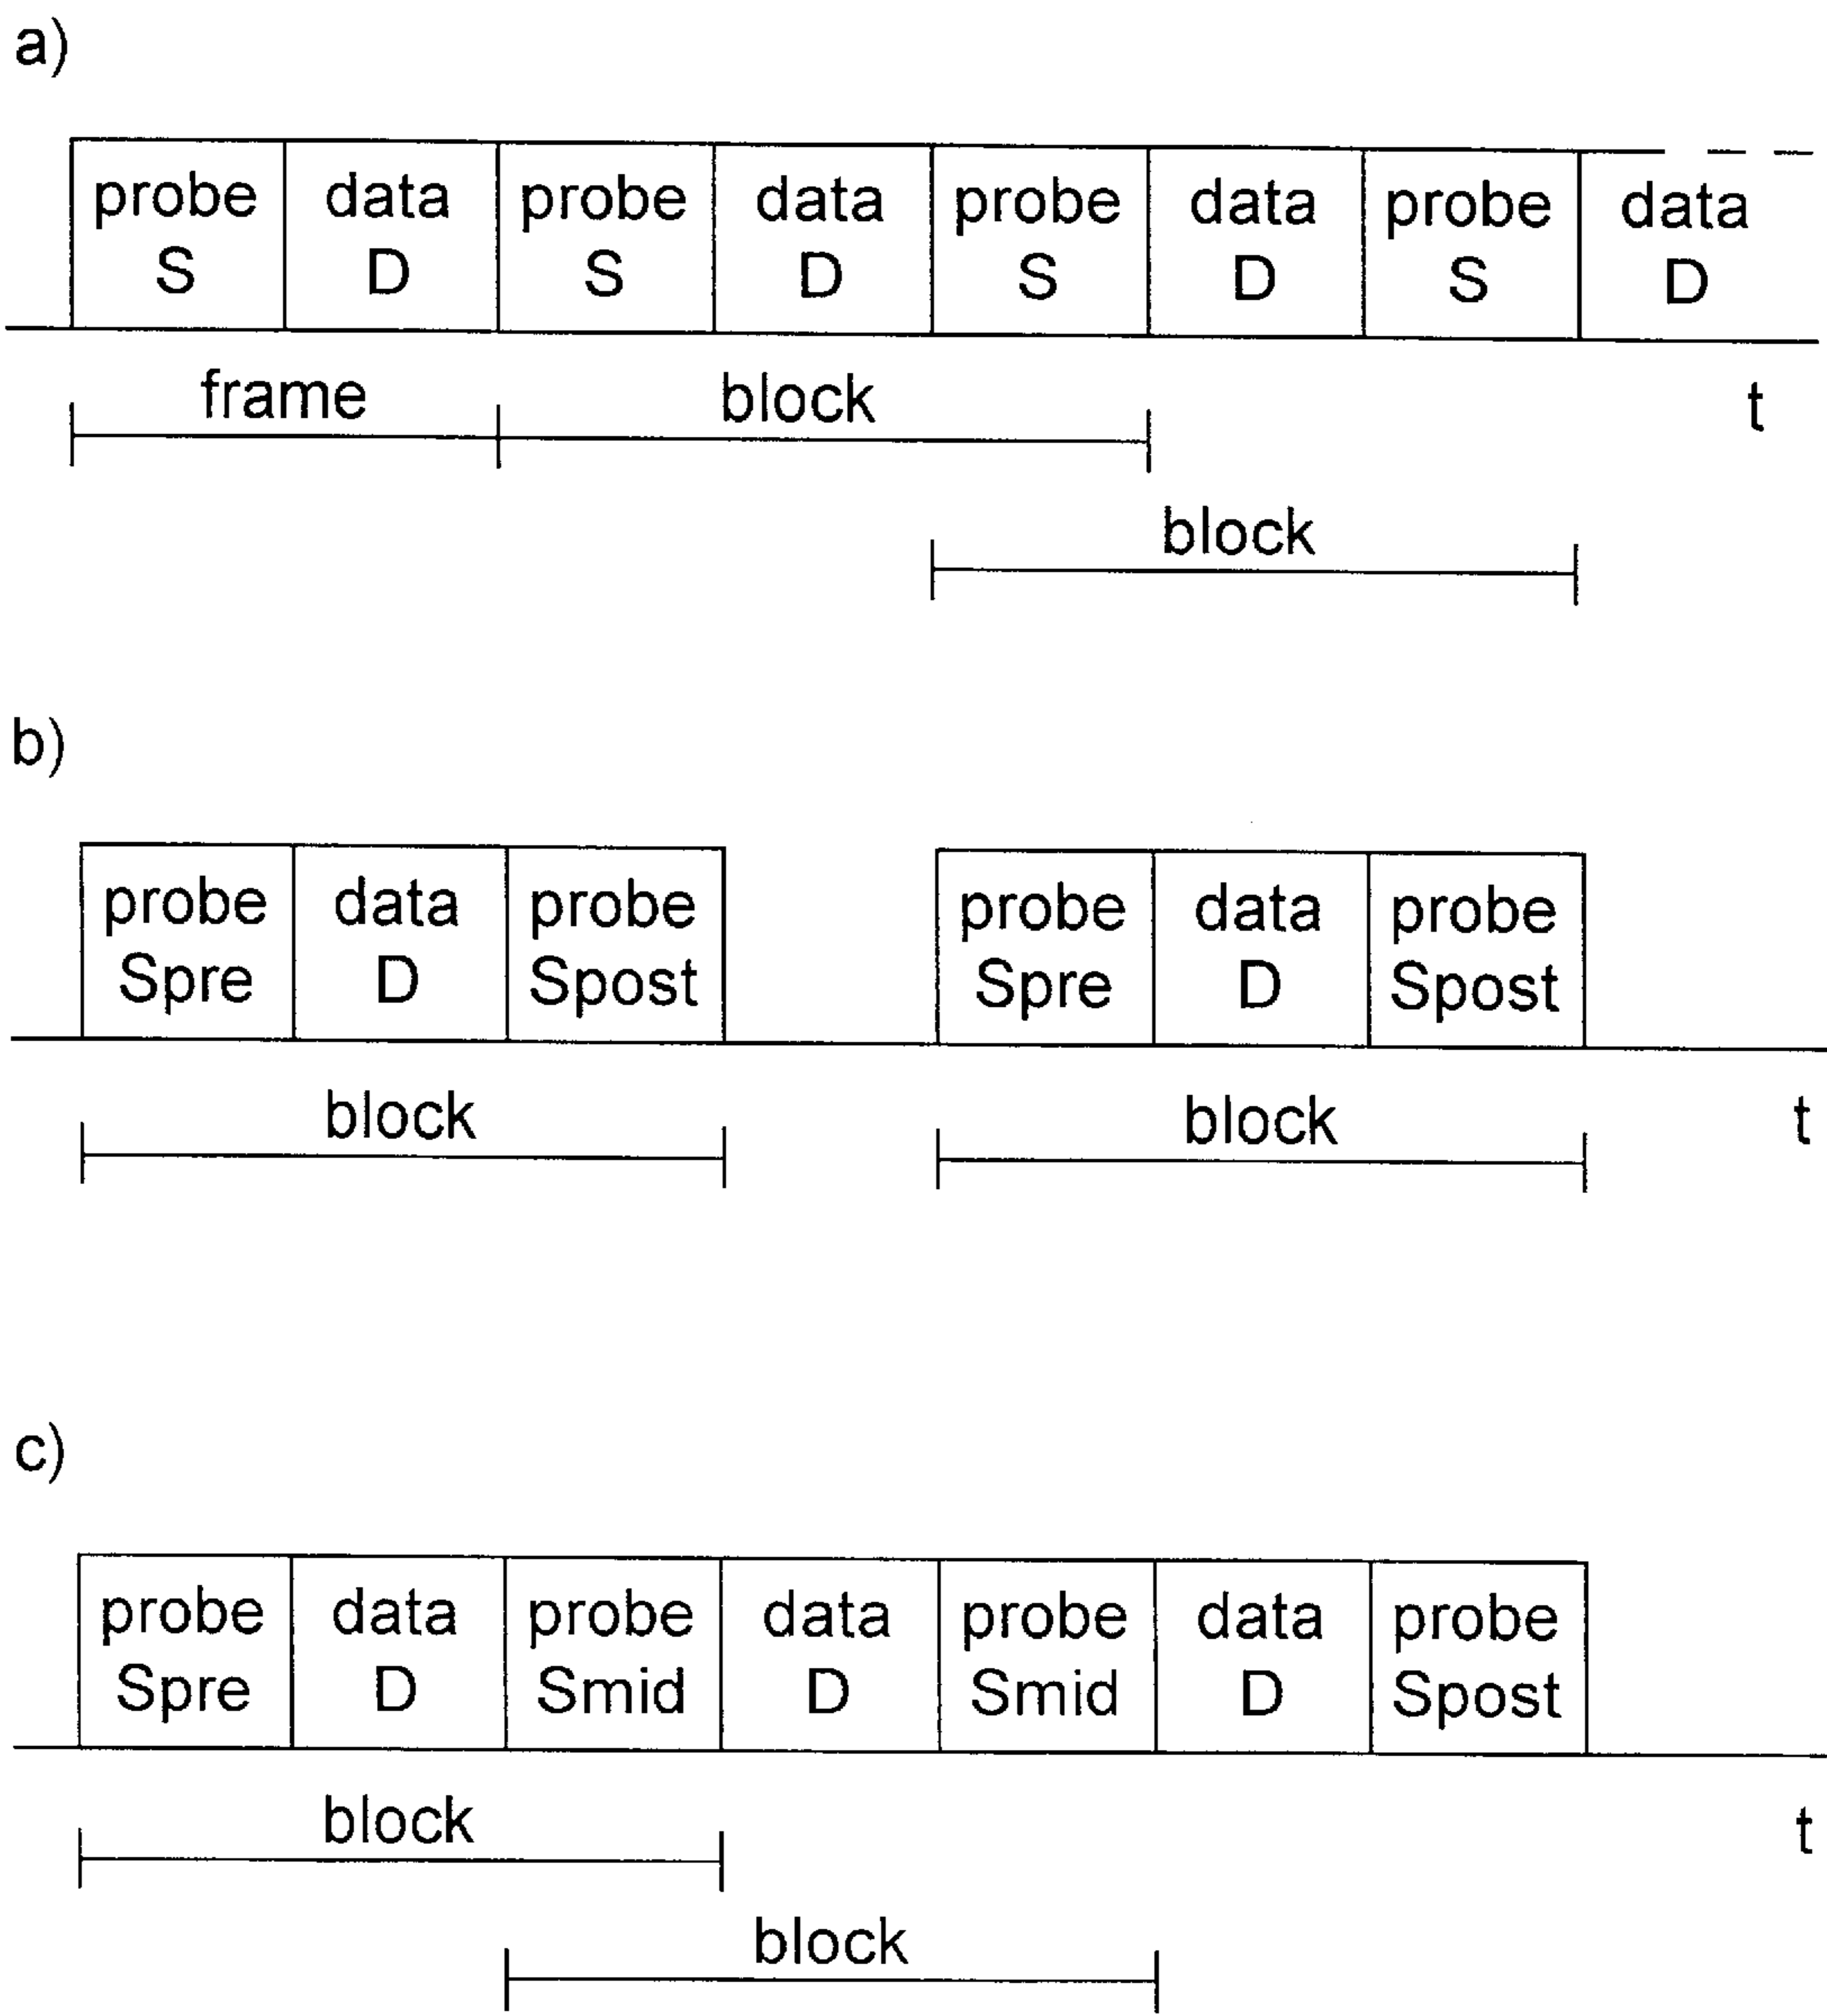 a)
probe data probe data probe data probe data
S D S D S D S D
frame block t
block
b)
probe data probe probe data probe
Spre D Spost Spre D Spost
block block t
c)
probe data probe data probe data probe
Spre D Smid D Smid D Spost
block t
block